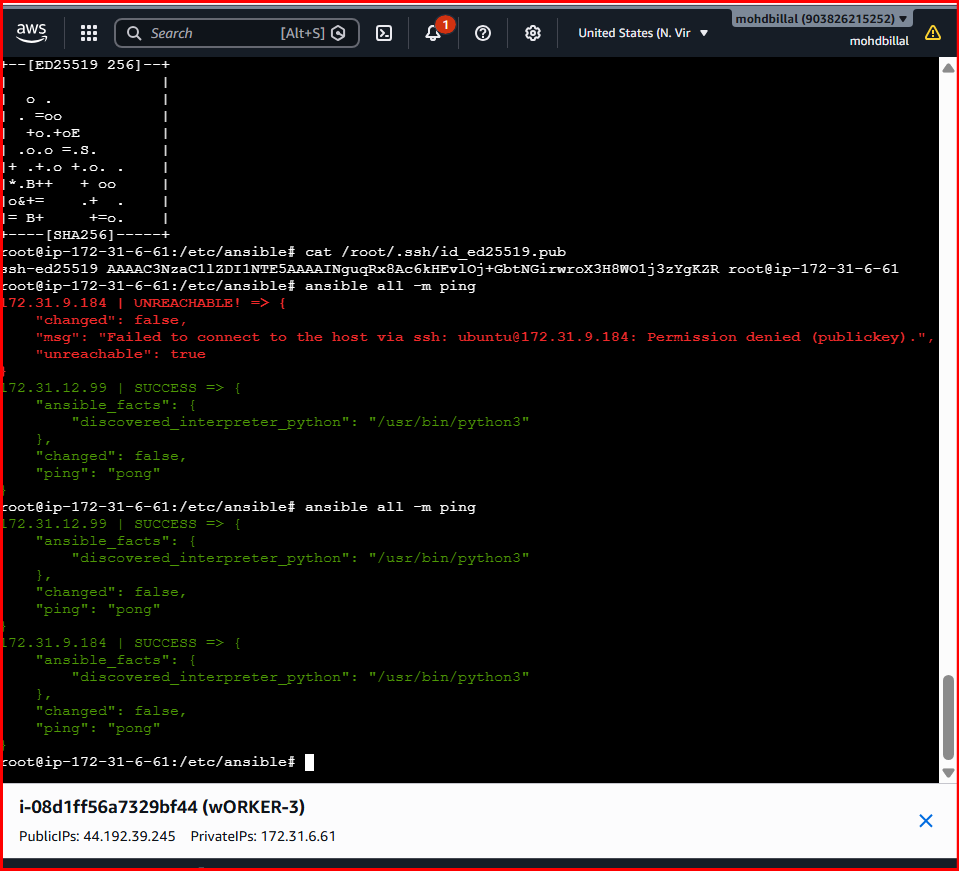 aws
Search [Alt+S]
1
United States (N. Vir ▼
mohdbillal (903826215252) ▼
mohdbillal
+--[ED25519 256]--+
|                 |
|  o .            |
| . =oo           |
|  +o.+oE         |
| .o.o =.S.       |
|+ .+.o +.o. .    |
|*.B++   + oo     |
|o&+=    .+  .    |
|= B+     +=o.    |
+----[SHA256]-----+
root@ip-172-31-6-61:/etc/ansible# cat /root/.ssh/id_ed25519.pub
ssh-ed25519 AAAAC3NzaC1lZDI1NTE5AAAAINguqRx8Ac6kHEvlOj+GbtNGirwroX3H8WO1j3zYgKZR root@ip-172-31-6-61
root@ip-172-31-6-61:/etc/ansible# ansible all -m ping
172.31.9.184 | UNREACHABLE! => {
    "changed": false,
    "msg": "Failed to connect to the host via ssh: ubuntu@172.31.9.184: Permission denied (publickey).",
    "unreachable": true
}
172.31.12.99 | SUCCESS => {
    "ansible_facts": {
        "discovered_interpreter_python": "/usr/bin/python3"
    },
    "changed": false,
    "ping": "pong"
}
root@ip-172-31-6-61:/etc/ansible# ansible all -m ping
172.31.12.99 | SUCCESS => {
    "ansible_facts": {
        "discovered_interpreter_python": "/usr/bin/python3"
    },
    "changed": false,
    "ping": "pong"
}
172.31.9.184 | SUCCESS => {
    "ansible_facts": {
        "discovered_interpreter_python": "/usr/bin/python3"
    },
    "changed": false,
    "ping": "pong"
}
root@ip-172-31-6-61:/etc/ansible#
i-08d1ff56a7329bf44 (wORKER-3)
PublicIPs: 44.192.39.245 PrivateIPs: 172.31.6.61